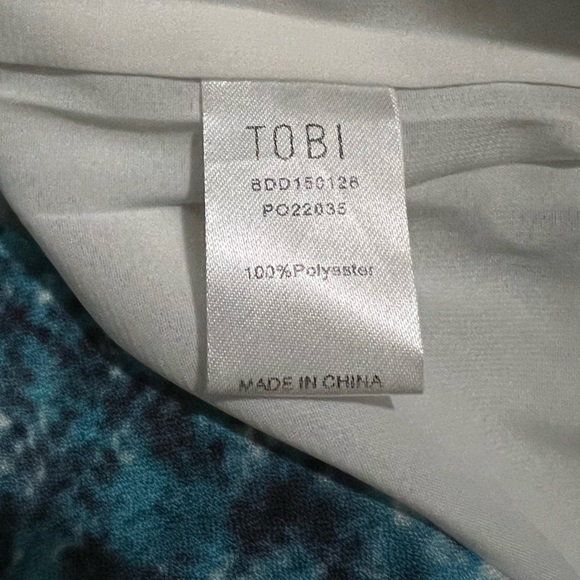 TOBI
8DD150128
PO22035
100%Polyester
MADE IN CHINA